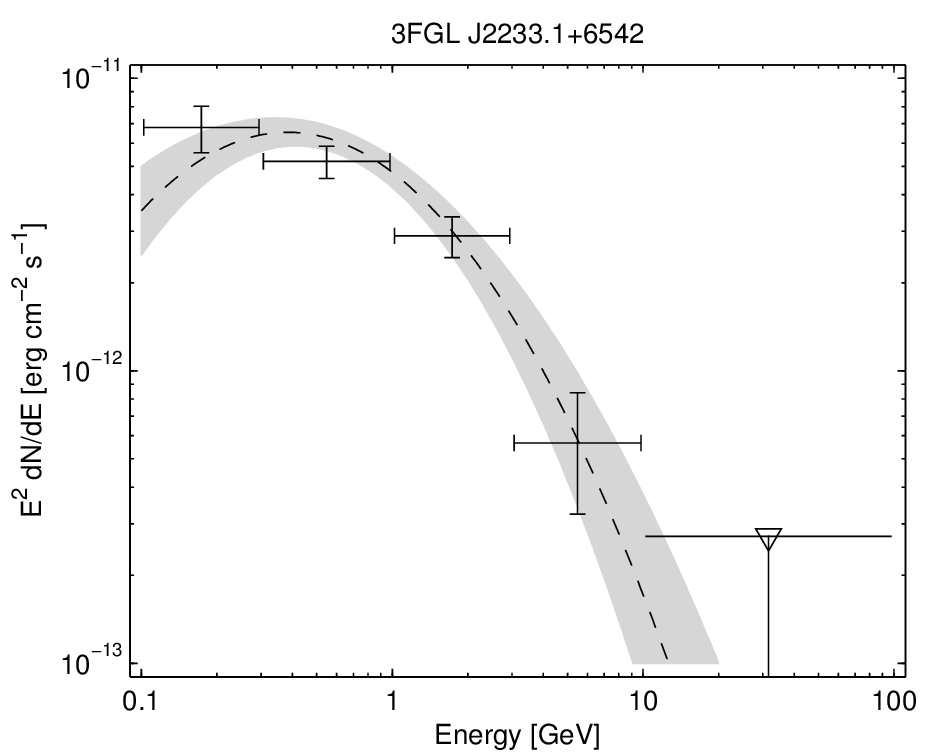 3FGL J2233.1+6542
10⁻¹¹
10⁻¹²
10⁻¹³
E² dN/dE [erg cm⁻² s⁻¹]
0.1 1 10 100
Energy [GeV]